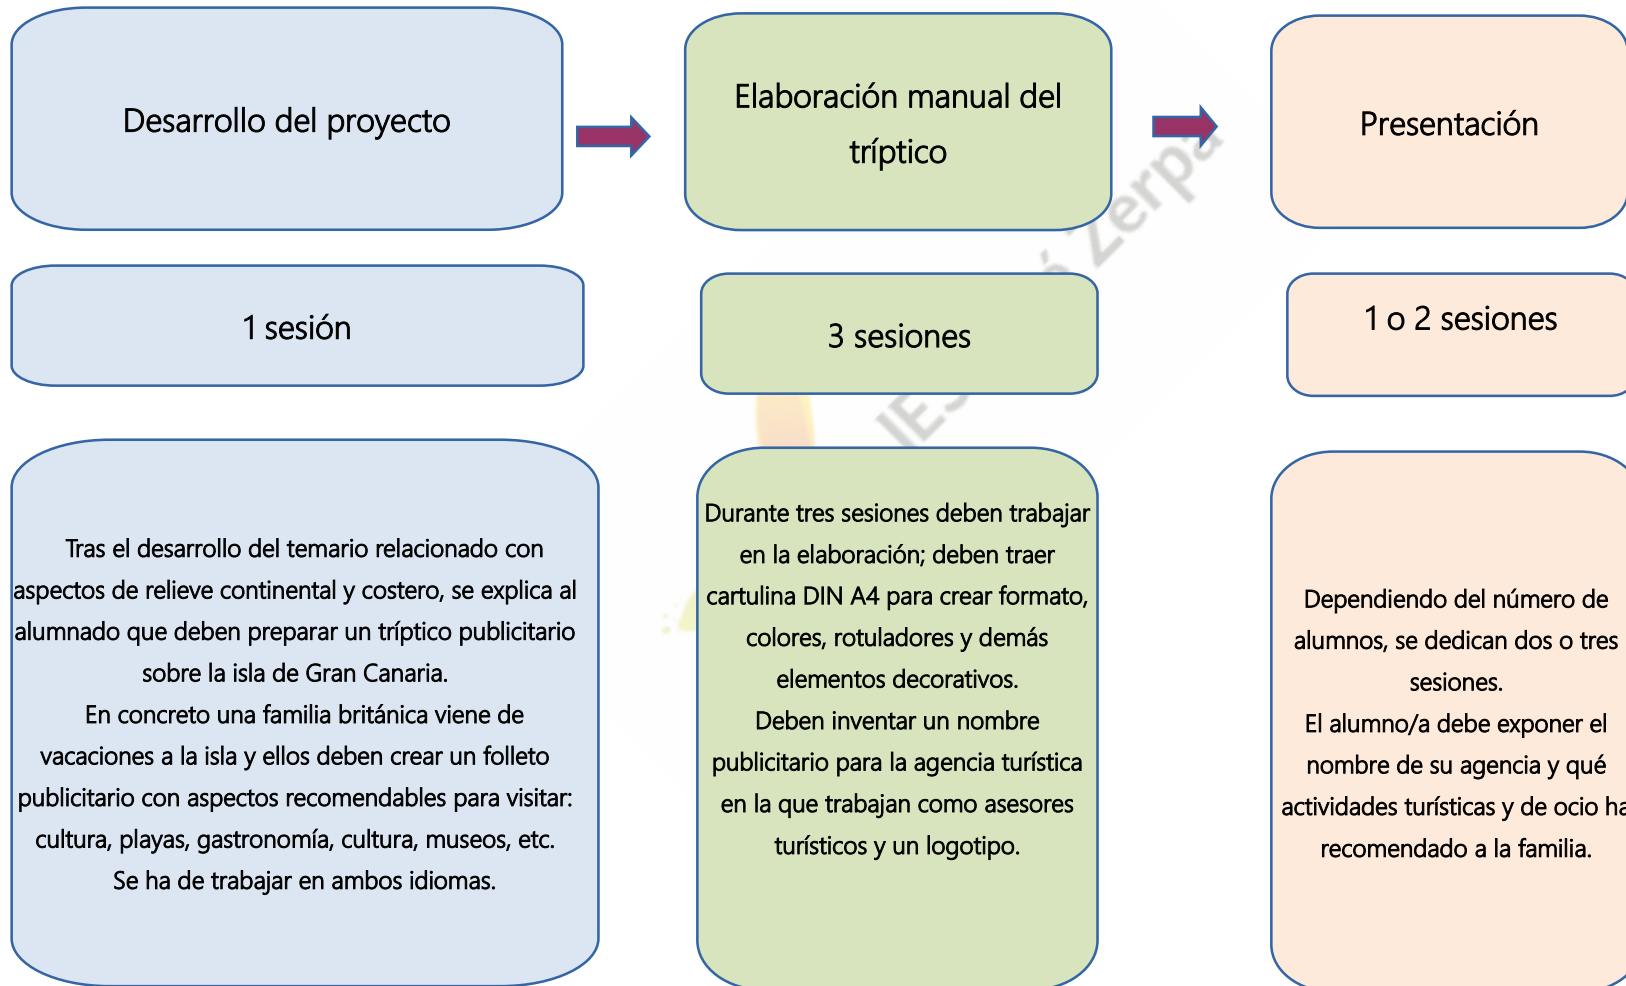 Desarrollo del proyecto
Elaboración manual del
tríptico
Presentación
1 sesión
3 sesiones
1 o 2 sesiones
Tras el desarrollo del temario relacionado con
aspectos de relieve continental y costero, se explica al
alumnado que deben preparar un tríptico publicitario
sobre la isla de Gran Canaria.
En concreto una familia británica viene de
vacaciones a la isla y ellos deben crear un folleto
publicitario con aspectos recomendables para visitar:
cultura, playas, gastronomía, cultura, museos, etc.
Se ha de trabajar en ambos idiomas.
Durante tres sesiones deben trabajar
en la elaboración; deben traer
cartulina DIN A4 para crear formato,
colores, rotuladores y demás
elementos decorativos.
Deben inventar un nombre
publicitario para la agencia turística
en la que trabajan como asesores
turísticos y un logotipo.
Dependiendo del número de
alumnos, se dedican dos o tres
sesiones.
El alumno/a debe exponer el
nombre de su agencia y qué
actividades turísticas y de ocio ha
recomendado a la familia.
IES Zerpa